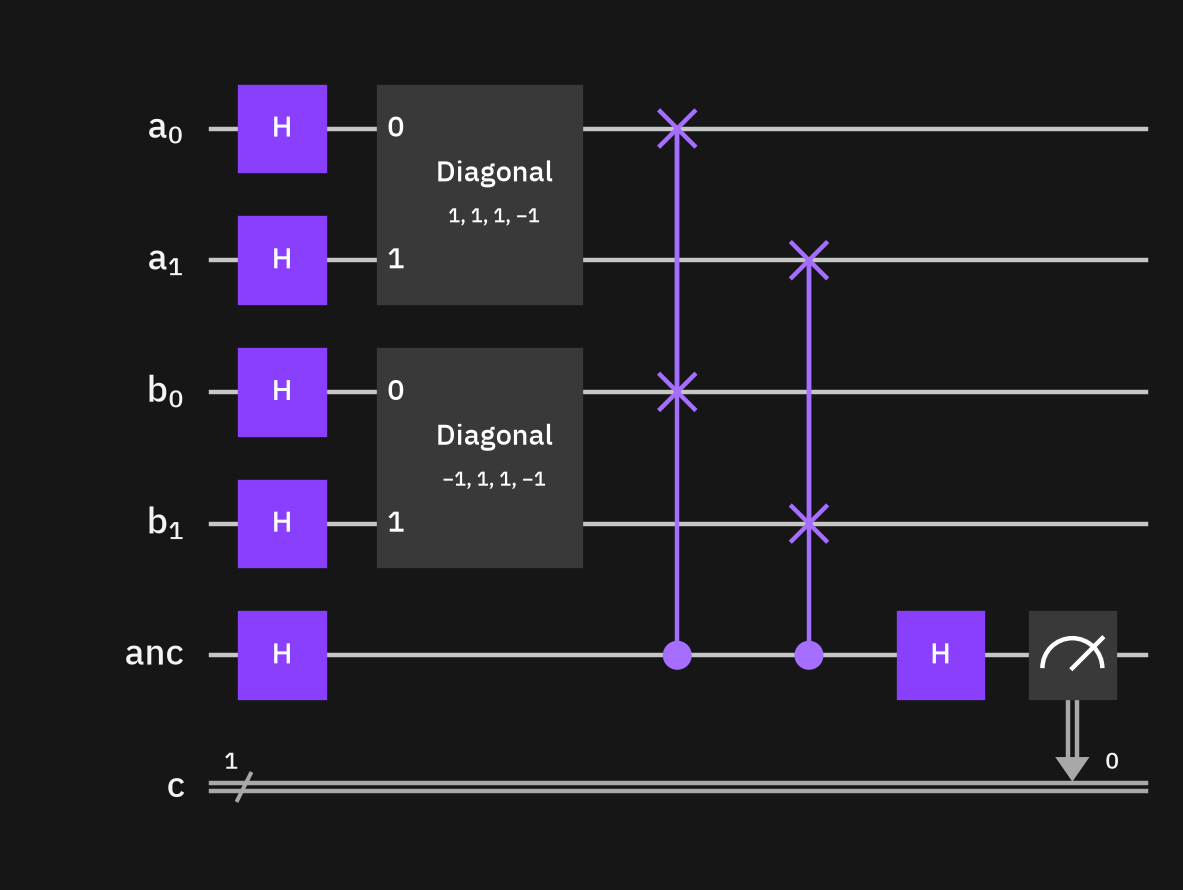 a₀ H 0
Diagonal
1, 1, 1, −1
a₁ H 1
b₀ H 0
Diagonal
−1, 1, 1, −1
b₁ H 1
anc H H
1 0
c